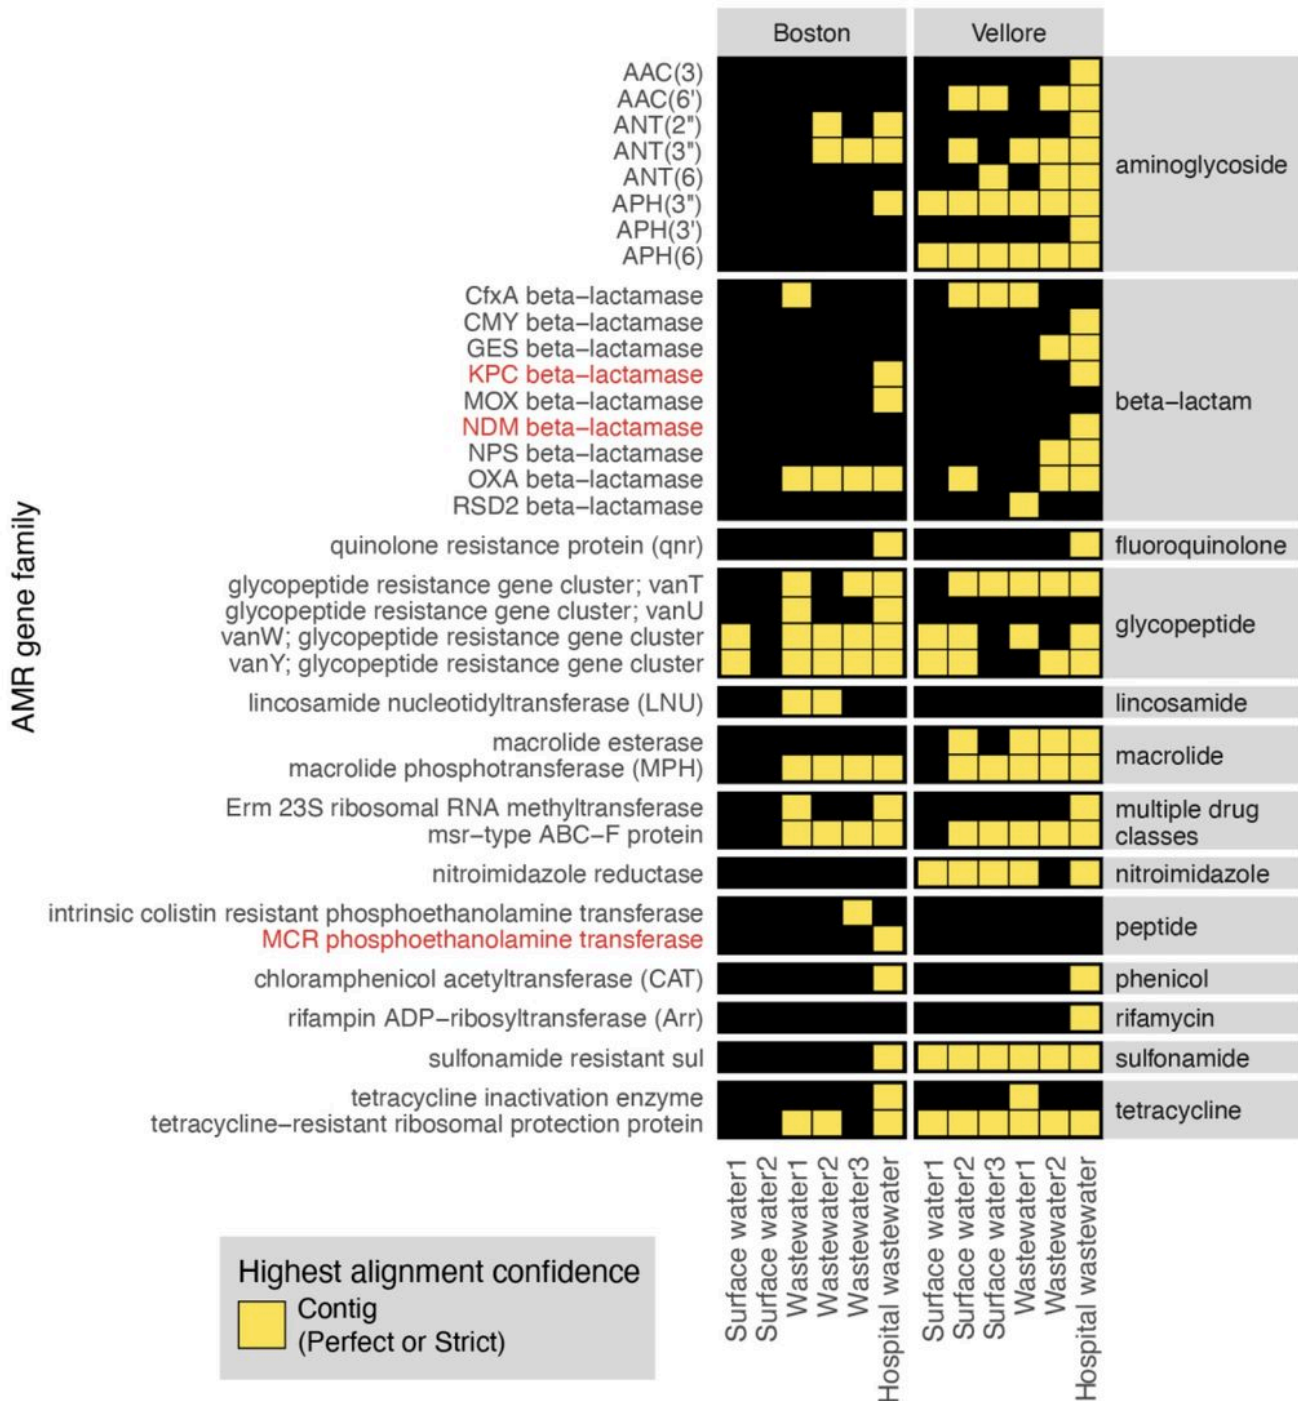 Boston
Vellore
AMR gene family
AAC(3)
AAC(6')
ANT(2")
ANT(3")
ANT(6)
APH(3")
APH(3')
APH(6)
aminoglycoside
CfxA beta–lactamase
CMY beta–lactamase
GES beta–lactamase
KPC beta–lactamase
MOX beta–lactamase
NDM beta–lactamase
NPS beta–lactamase
OXA beta–lactamase
RSD2 beta–lactamase
beta–lactam
quinolone resistance protein (qnr)
fluoroquinolone
glycopeptide resistance gene cluster; vanT
glycopeptide resistance gene cluster; vanU
vanW; glycopeptide resistance gene cluster
vanY; glycopeptide resistance gene cluster
glycopeptide
lincosamide nucleotidyltransferase (LNU)
lincosamide
macrolide esterase
macrolide phosphotransferase (MPH)
macrolide
Erm 23S ribosomal RNA methyltransferase
msr–type ABC–F protein
multiple drug
classes
nitroimidazole reductase
nitroimidazole
intrinsic colistin resistant phosphoethanolamine transferase
MCR phosphoethanolamine transferase
peptide
chloramphenicol acetyltransferase (CAT)
phenicol
rifampin ADP–ribosyltransferase (Arr)
rifamycin
sulfonamide resistant sul
sulfonamide
tetracycline inactivation enzyme
tetracycline–resistant ribosomal protection protein
tetracycline
Surface water1
Surface water2
Wastewater1
Wastewater2
Wastewater3
Hospital wastewater
Surface water1
Surface water2
Surface water3
Wastewater1
Wastewater2
Hospital wastewater
Highest alignment confidence
Contig
(Perfect or Strict)